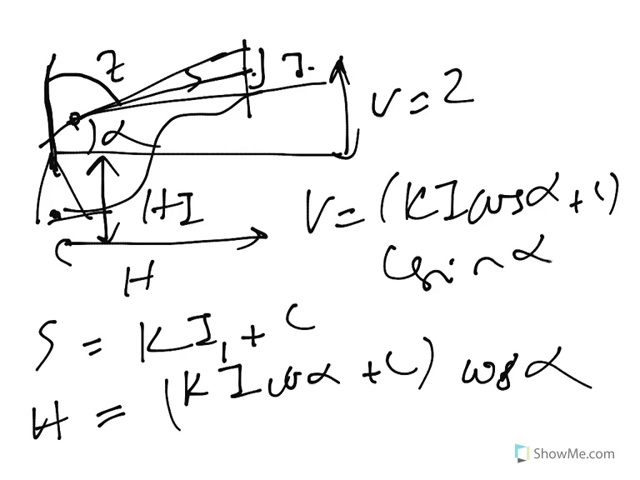 Z
S
I
V = 2
α
HI
V = (KI cos α + c)
(sin α
H
S = KI, + C
H = (KI cos α + C) cos α
ShowMe.com